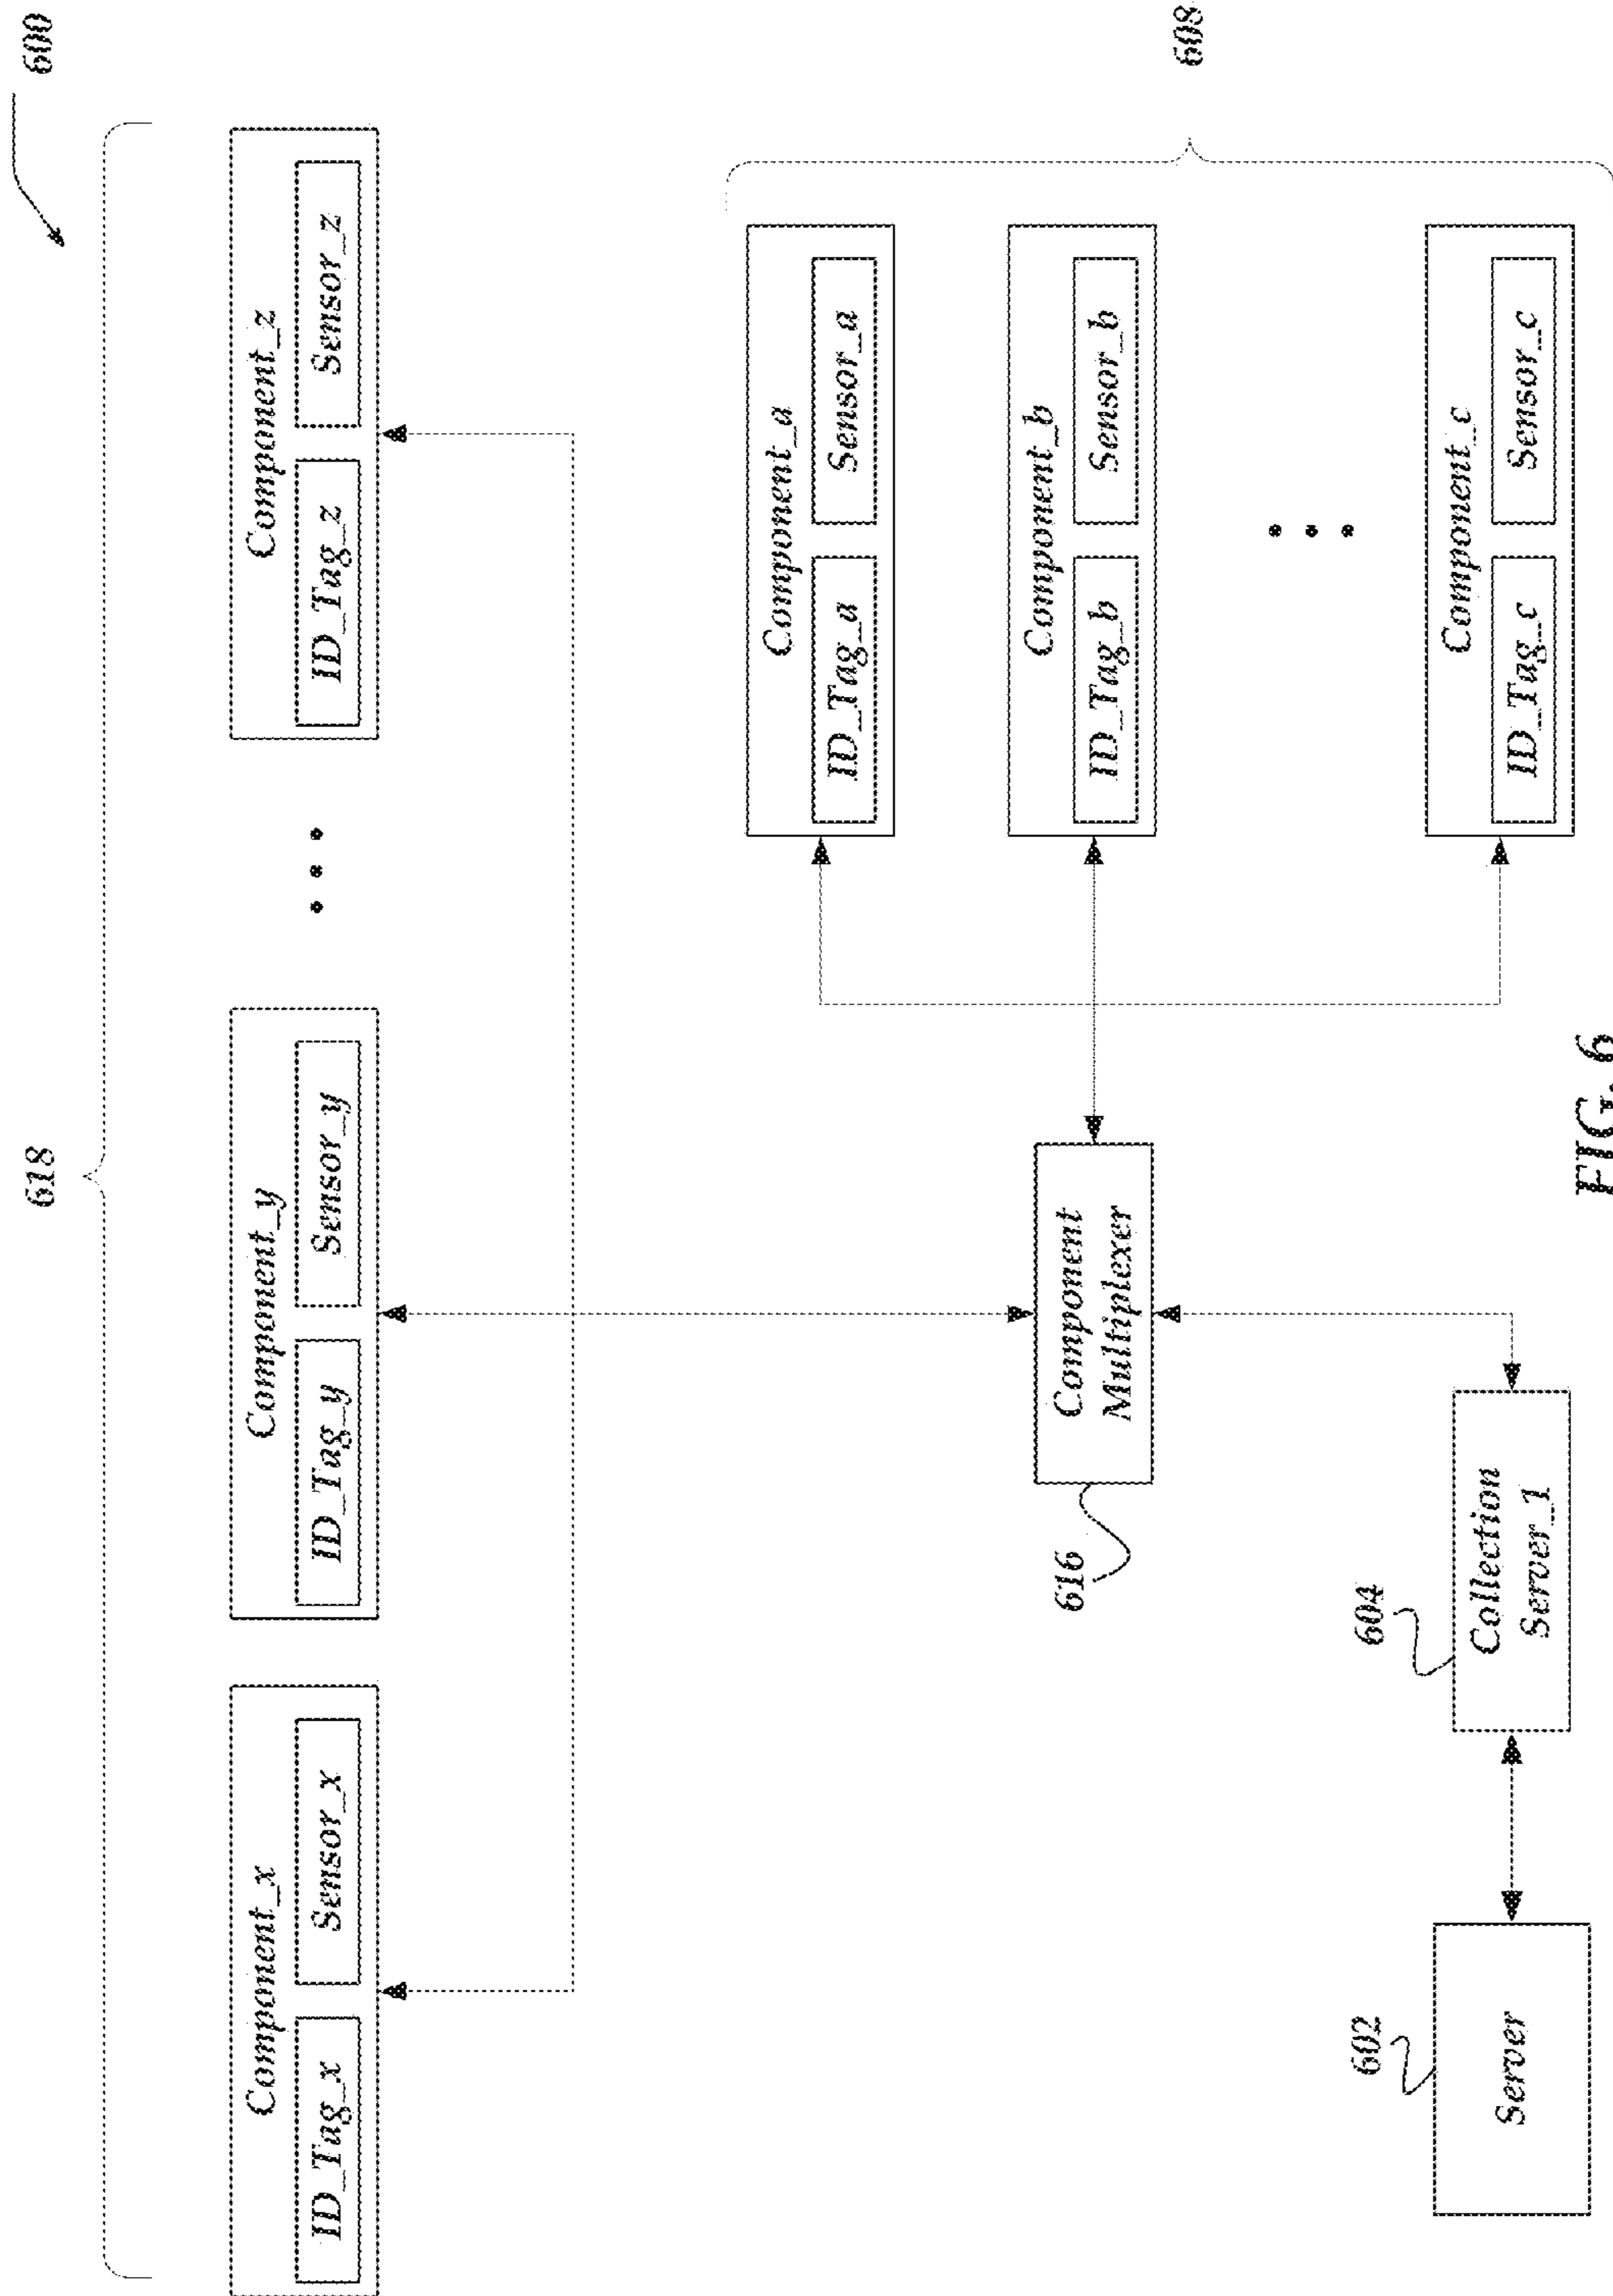 600
618
Component_x
ID_Tag_x
Sensor_x
Component_y
ID_Tag_y
Sensor_y
Component_z
ID_Tag_z
Sensor_z
Component_a
ID_Tag_a
Sensor_a
Component_b
ID_Tag_b
Sensor_b
Component_c
ID_Tag_c
Sensor_c
608
Component
Multiplexer
616
604
Collection
Server_1
602
Server
FIG. 6